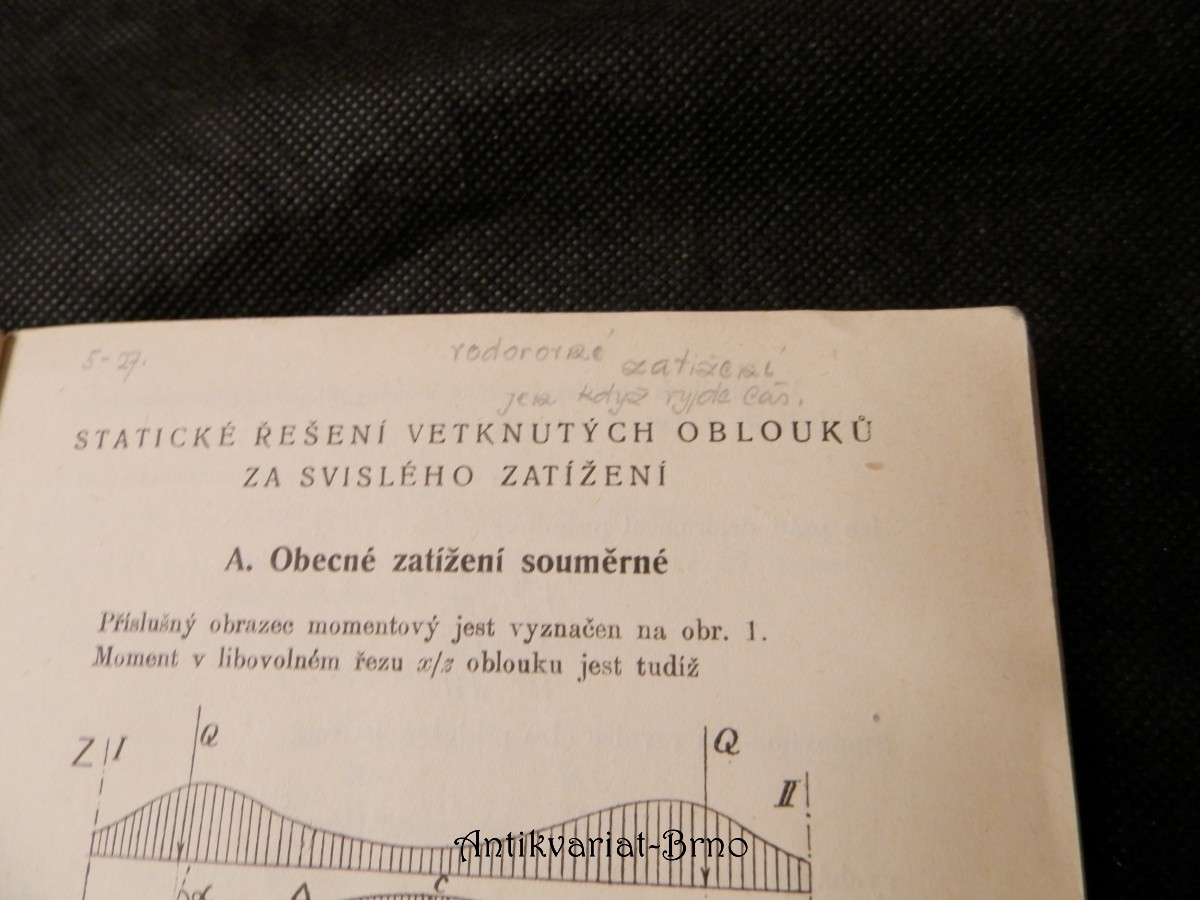 5-27.
vodorovné zatížení
jen když vyjde čas.
STATICKÉ ŘEŠENÍ VETKNUTÝCH OBLOUKŮ
ZA SVISLÉHO ZATÍŽENÍ
A. Obecné zatížení souměrné
Příslušný obrazec momentový jest vyznačen na obr. 1.
Moment v libovolném řezu x/z oblouku jest tudíž
Z I Q Q II
Antikvariat-Brno
C